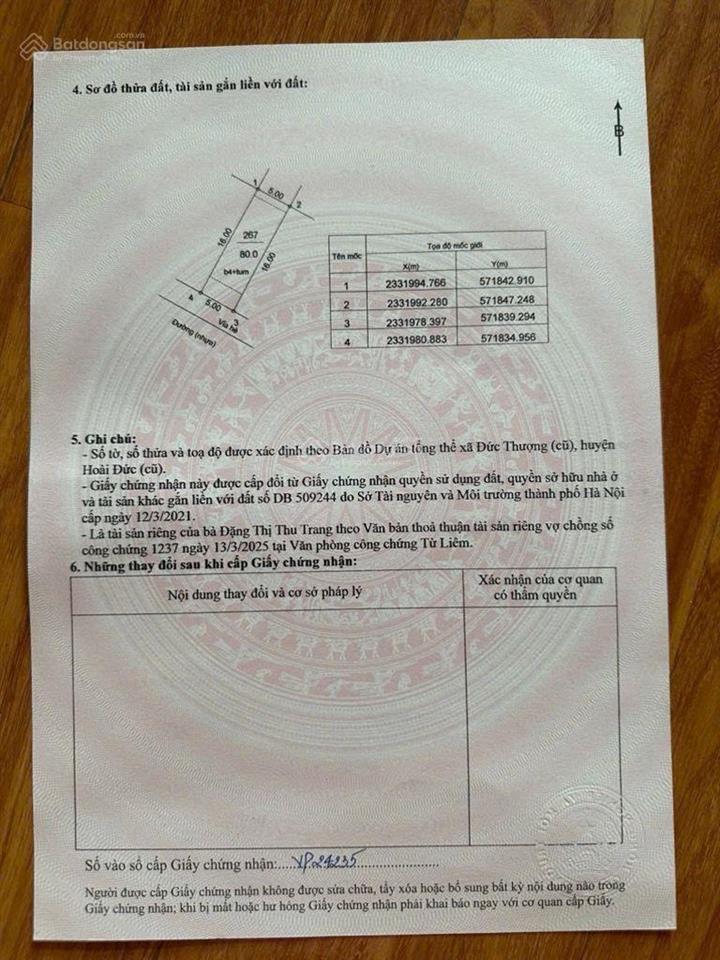 Batdongsan
.com.vn
4. Sơ đồ thửa đất, tài sản gắn liền với đất:
B
1
5.00
2
16.00
267
80.0
16.00
b4+tum
4
5.00
3
Vỉa hè
Đường (nhựa)
Tên mốc
Tọa độ mốc giới
X(m)
Y(m)
1 2331994.766 571842.910
2 2331992.280 571847.248
3 2331978.397 571839.294
4 2331980.883 571834.956
5. Ghi chú:
- Số tờ, số thửa và toạ độ được xác định theo Bản đồ Dự án tổng thể xã Đức Thượng (cũ), huyện
Hoài Đức (cũ).
- Giấy chứng nhận này được cấp đổi từ Giấy chứng nhận quyền sử dụng đất, quyền sở hữu nhà ở
và tài sản khác gắn liền với đất số DB 509244 do Sở Tài nguyên và Môi trường thành phố Hà Nội
cấp ngày 12/3/2021.
- Là tài sản riêng của bà Đặng Thị Thu Trang theo Văn bản thoả thuận tài sản riêng vợ chồng số
công chứng 1237 ngày 13/3/2025 tại Văn phòng công chứng Từ Liêm.
6. Những thay đổi sau khi cấp Giấy chứng nhận:
Nội dung thay đổi và cơ sở pháp lý
Xác nhận của cơ quan
có thẩm quyền
Số vào sổ cấp Giấy chứng nhận:.....VP.24235.....................
Người được cấp Giấy chứng nhận không được sửa chữa, tẩy xóa hoặc bổ sung bất kỳ nội dung nào trong
Giấy chứng nhận; khi bị mất hoặc hư hỏng Giấy chứng nhận phải khai báo ngay với cơ quan cấp Giấy.